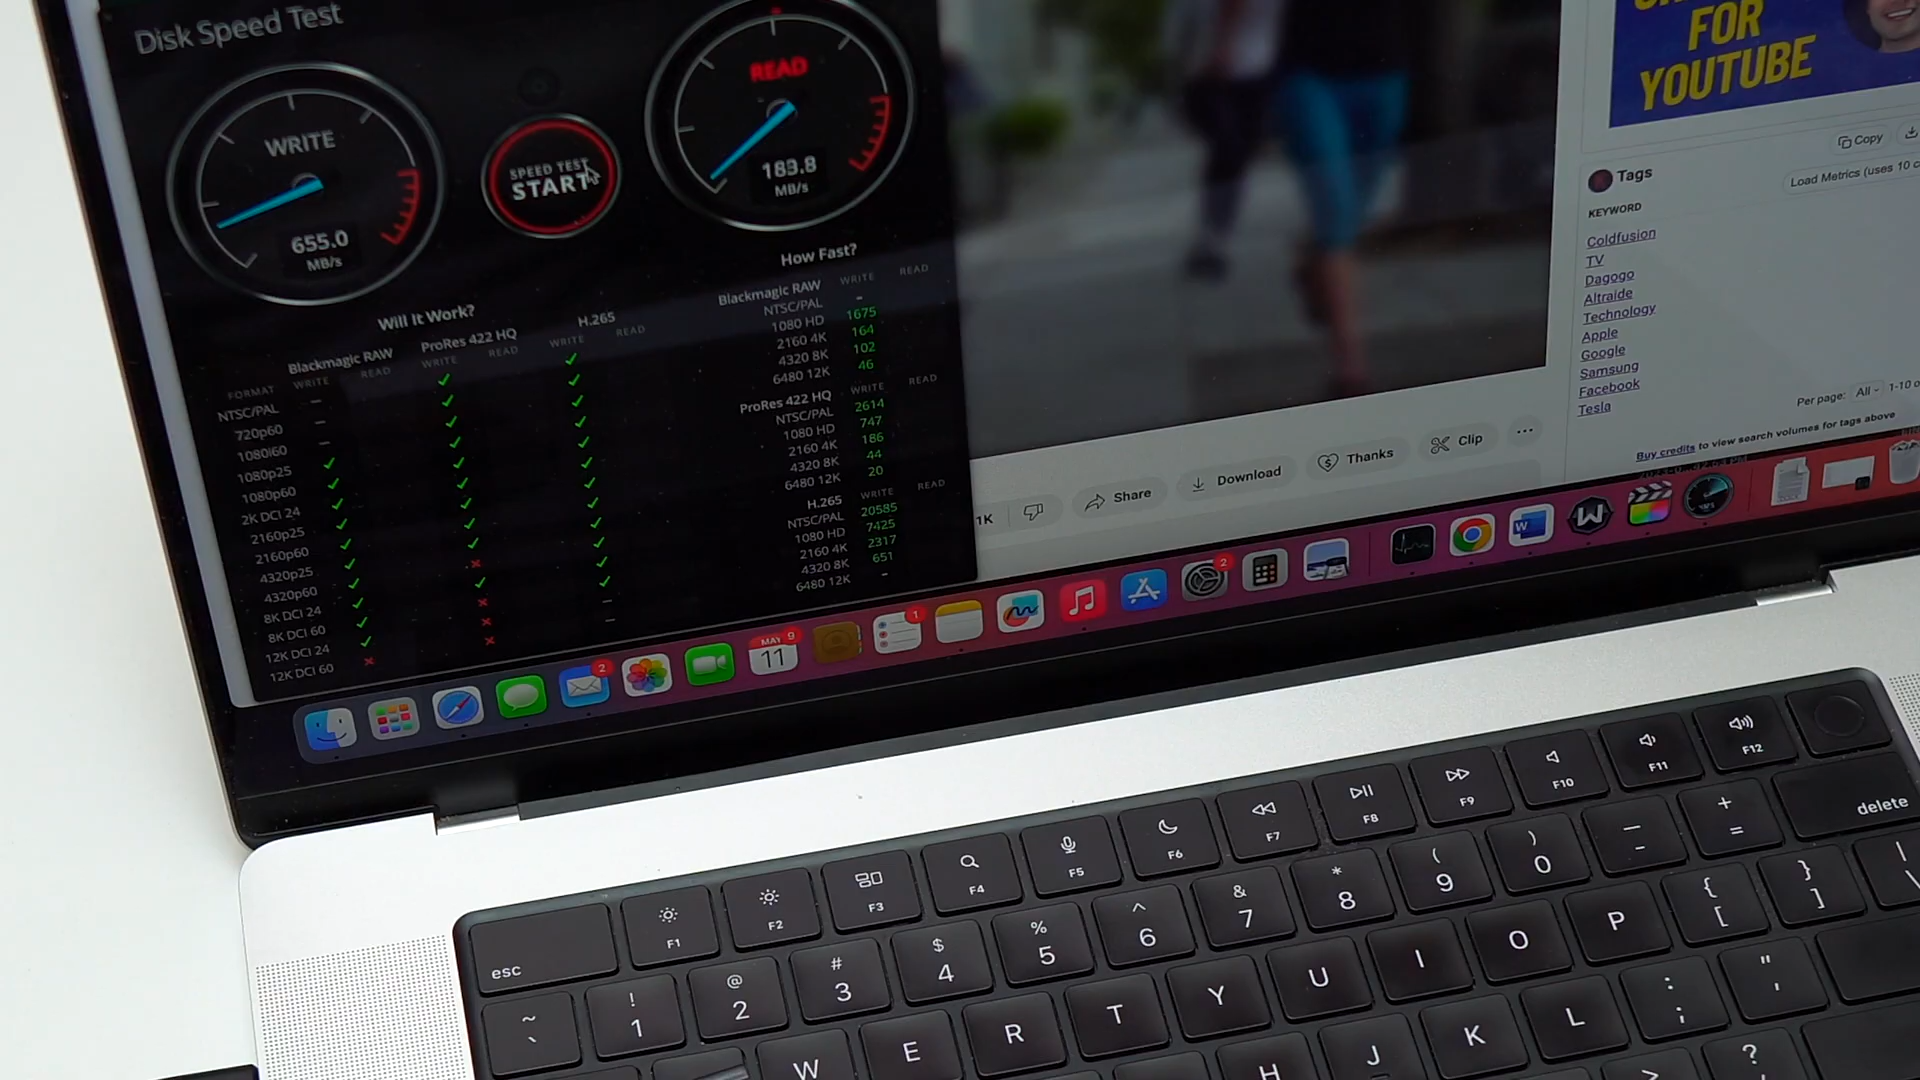 Disk Speed Test
WRITE
655.0
MB/s
SPEED TEST
START
READ
MB/s
Will It Work?
Blackmagic RAW
ProRes 422 HQ
H.265
FORMAT
WRITE READ
WRITE READ
WRITE READ
NTSC/PAL –
720p60 –
1080i60 –
1080p25
1080p60
2K DCI 24
2160p25
2160p60
4320p25
4320p60
8K DCI 24
8K DCI 60
12K DCI 24
12K DCI 60
How Fast?
Blackmagic RAW WRITE READ
NTSC/PAL –
1080 HD 1675
2160 4K 164
4320 8K 102
6480 12K 46
ProRes 422 HQ WRITE READ
NTSC/PAL 2614
1080 HD 747
2160 4K 186
4320 8K 44
6480 12K 20
H.265 WRITE READ
NTSC/PAL 20585
1080 HD 7425
2160 4K 2317
4320 8K 651
6480 12K –
FOR
YOUTUBE
Copy
Tags
Load Metrics (uses 10
KEYWORD
Coldfusion
TV
Dagogo
Altraide
Technology
Apple
Google
Samsung
Facebook
Tesla
Per page: All 1-10
Buy credits to view search volumes for tags above
1K
Share
Download
Thanks
Clip
...
2
MAY 9
11
1
2
W
esc F1 F2 F3 F4 F5 F6 F7 F8 F9 F10 F11 F12
~ ` ! 1 @ 2 # 3 $ 4 % 5 ^ 6 & 7 * 8 ( 9 ) 0 — - + = delete
W E R T Y U I O P { [ } ] |
H J K L : ; " '
> ?